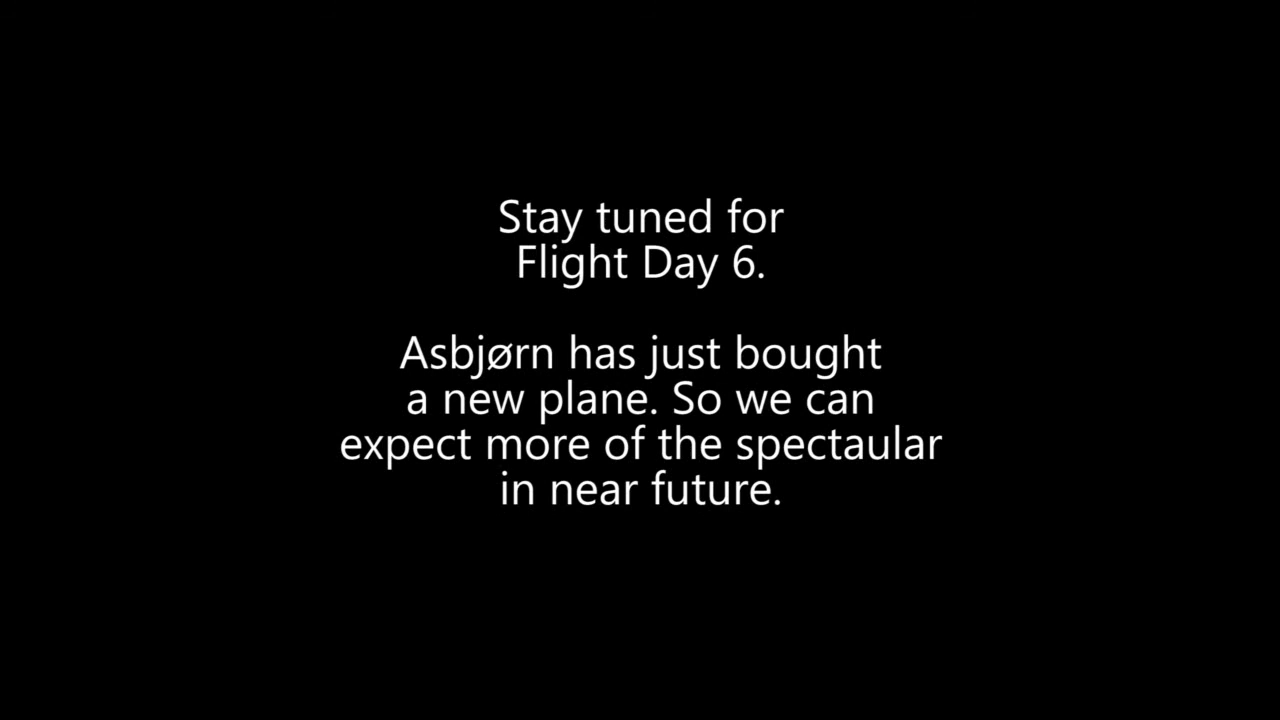 Stay tuned for
Flight Day 6.
Asbjørn has just bought
a new plane. So we can
expect more of the spectaular
in near future.